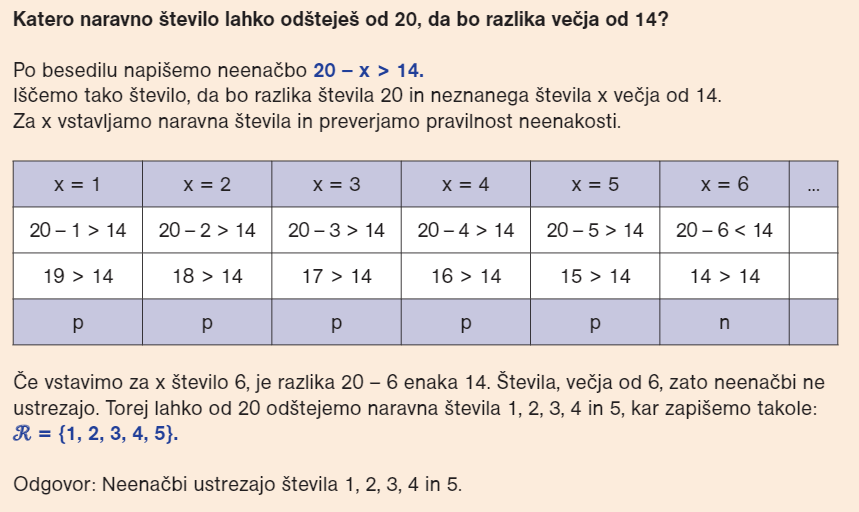 Katero naravno število lahko odšteješ od 20, da bo razlika večja od 14?
Po besedilu napišemo neenačbo 20 – x > 14.
Iščemo tako število, da bo razlika števila 20 in neznanega števila x večja od 14.
Za x vstavljamo naravna števila in preverjamo pravilnost neenakosti.
x = 1 x = 2 x = 3 x = 4 x = 5 x = 6 ...
20 – 1 > 14 20 – 2 > 14 20 – 3 > 14 20 – 4 > 14 20 – 5 > 14 20 – 6 < 14
19 > 14 18 > 14 17 > 14 16 > 14 15 > 14 14 > 14
p p p p p n
Če vstavimo za x število 6, je razlika 20 – 6 enaka 14. Števila, večja od 6, zato neenačbi ne
ustrezajo. Torej lahko od 20 odštejemo naravna števila 1, 2, 3, 4 in 5, kar zapišemo takole:
ℛ = {1, 2, 3, 4, 5}.
Odgovor: Neenačbi ustrezajo števila 1, 2, 3, 4 in 5.